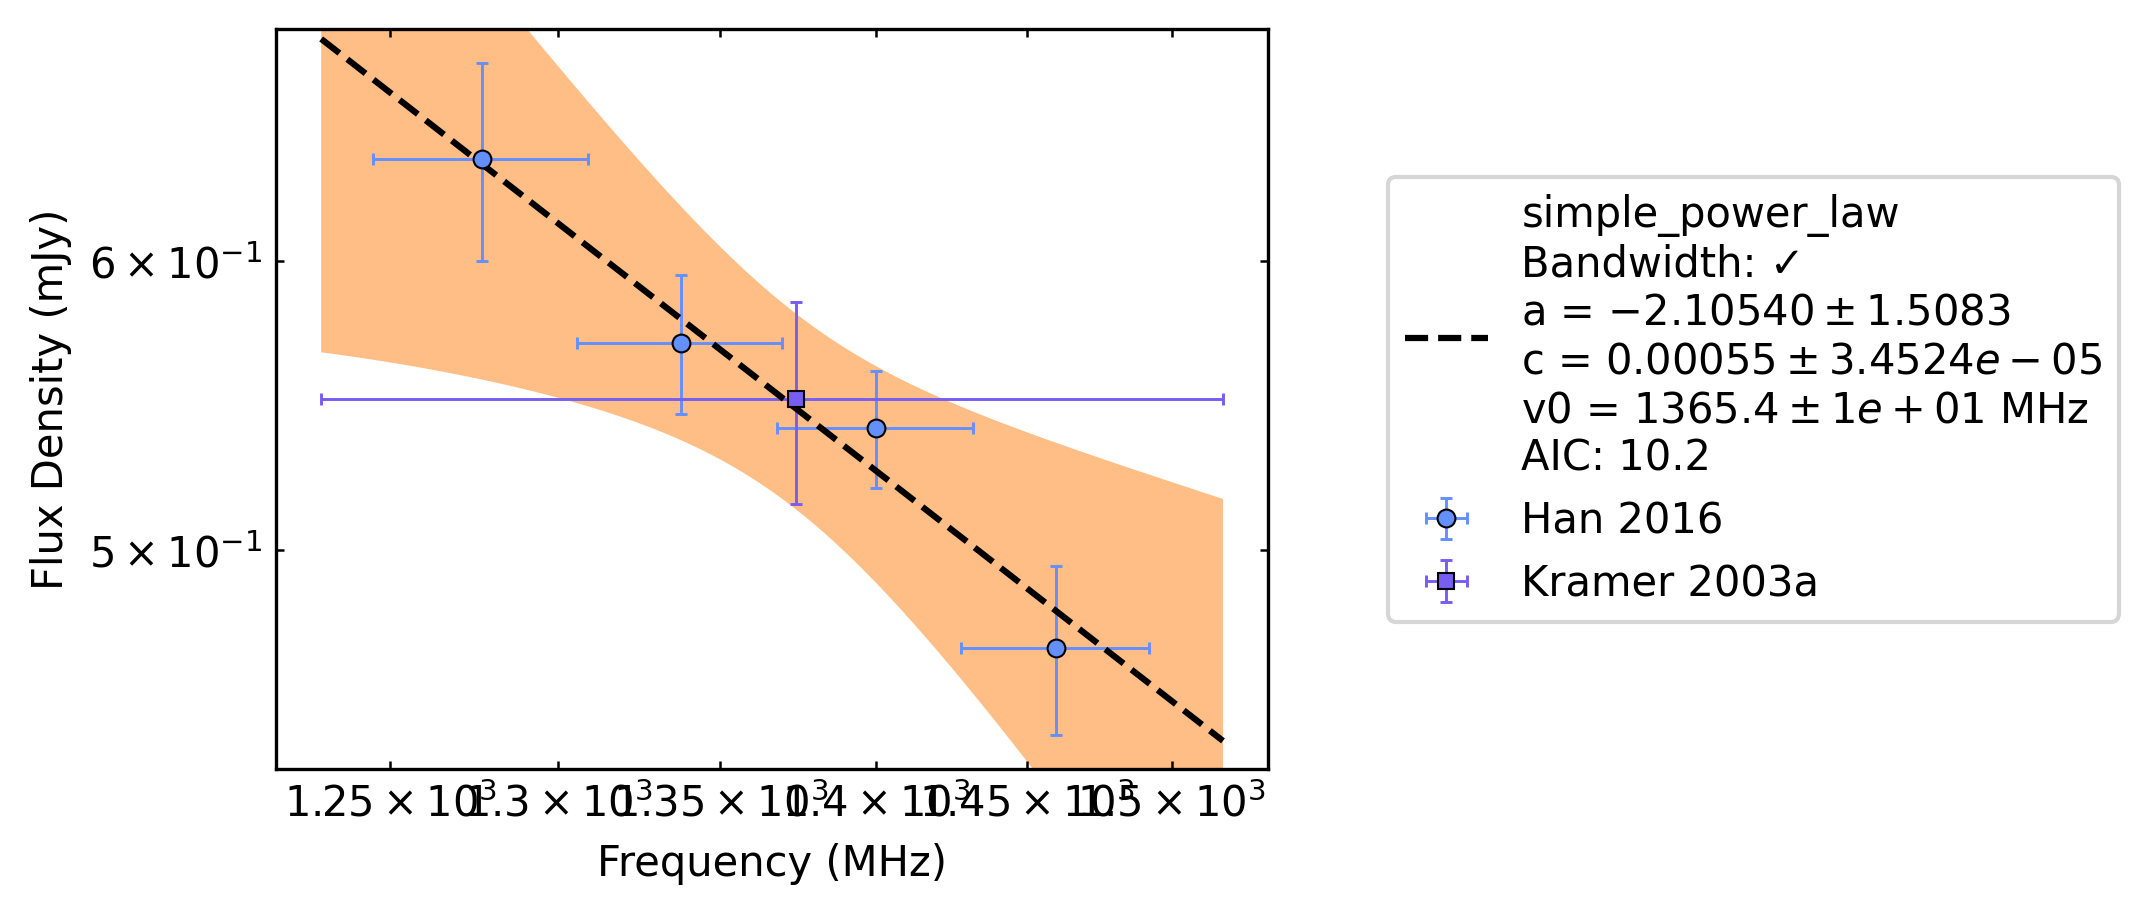 Flux Density (mJy)
6 × 10⁻¹
5 × 10⁻¹
1.25 × 10³ 1.3 × 10³ 1.35 × 10³ 1.4 × 10³ 1.45 × 10³ 1.5 × 10³
Frequency (MHz)
simple_power_law
Bandwidth: ✓
a = −2.10540 ± 1.5083
c = 0.00055 ± 3.4524e − 05
v0 = 1365.4 ± 1e + 01 MHz
AIC: 10.2
Han 2016
Kramer 2003a